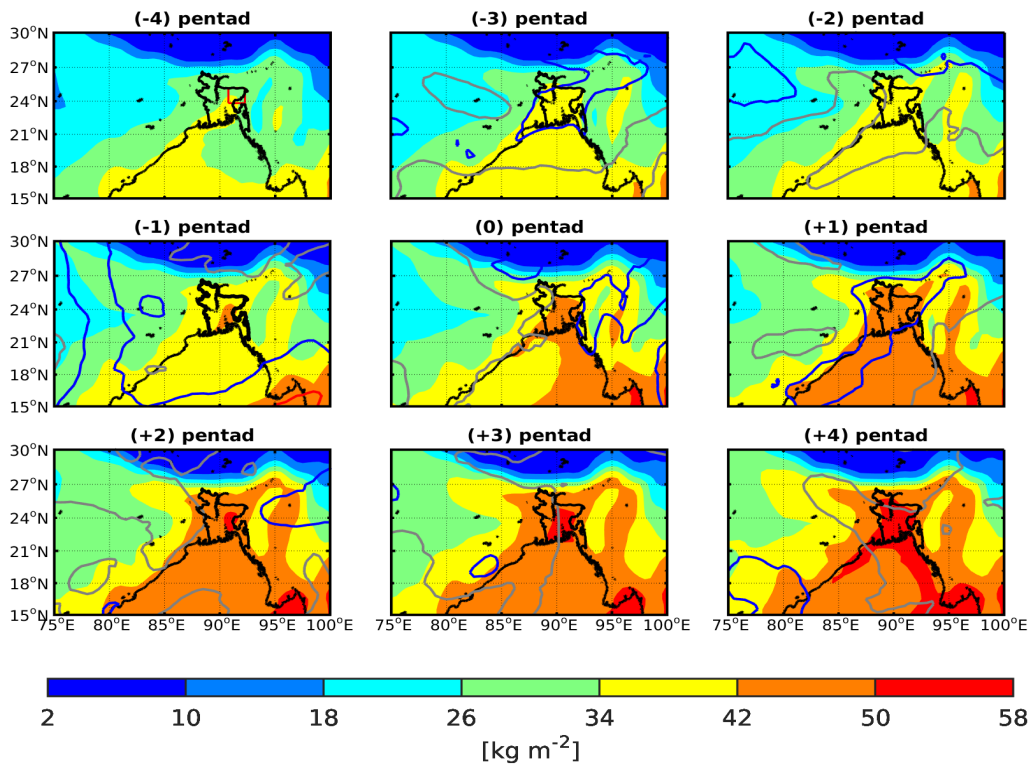 (-4) pentad (-3) pentad (-2) pentad
30°N
27°N
24°N
21°N
18°N
15°N
(-1) pentad (0) pentad (+1) pentad
30°N
27°N
24°N
21°N
18°N
15°N
(+2) pentad (+3) pentad (+4) pentad
30°N
27°N
24°N
21°N
18°N
15°N
75°E 80°E 85°E 90°E 95°E 100°E 75°E 80°E 85°E 90°E 95°E 100°E 75°E 80°E 85°E 90°E 95°E 100°E
2 10 18 26 34 42 50 58
[kg m⁻²]